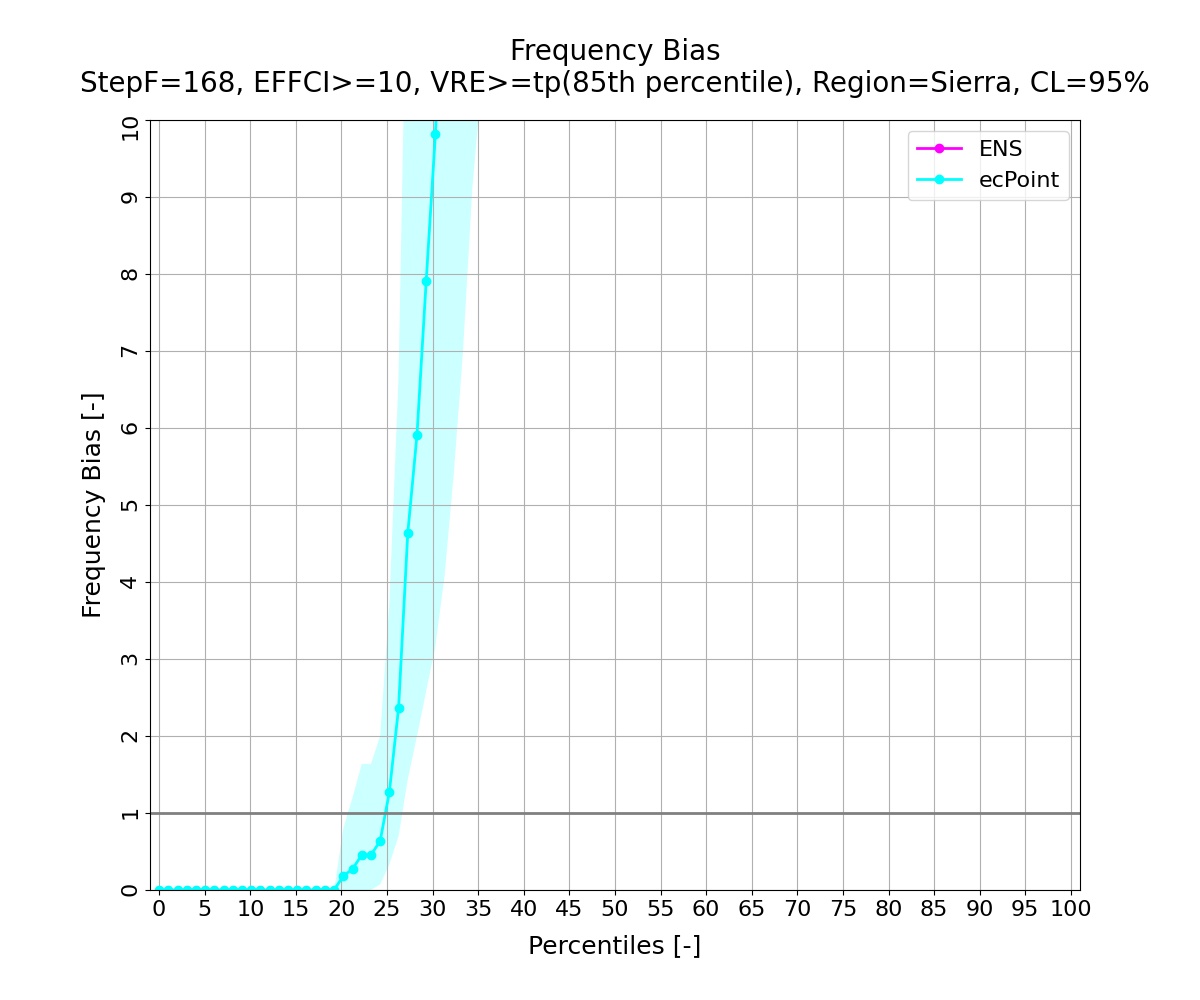 Frequency Bias
StepF=168, EFFCI>=10, VRE>=tp(85th percentile), Region=Sierra, CL=95%
ENS
ecPoint
10
9
8
7
6
5
4
3
2
1
0
Frequency Bias [-]
0 5 10 15 20 25 30 35 40 45 50 55 60 65 70 75 80 85 90 95 100
Percentiles [-]